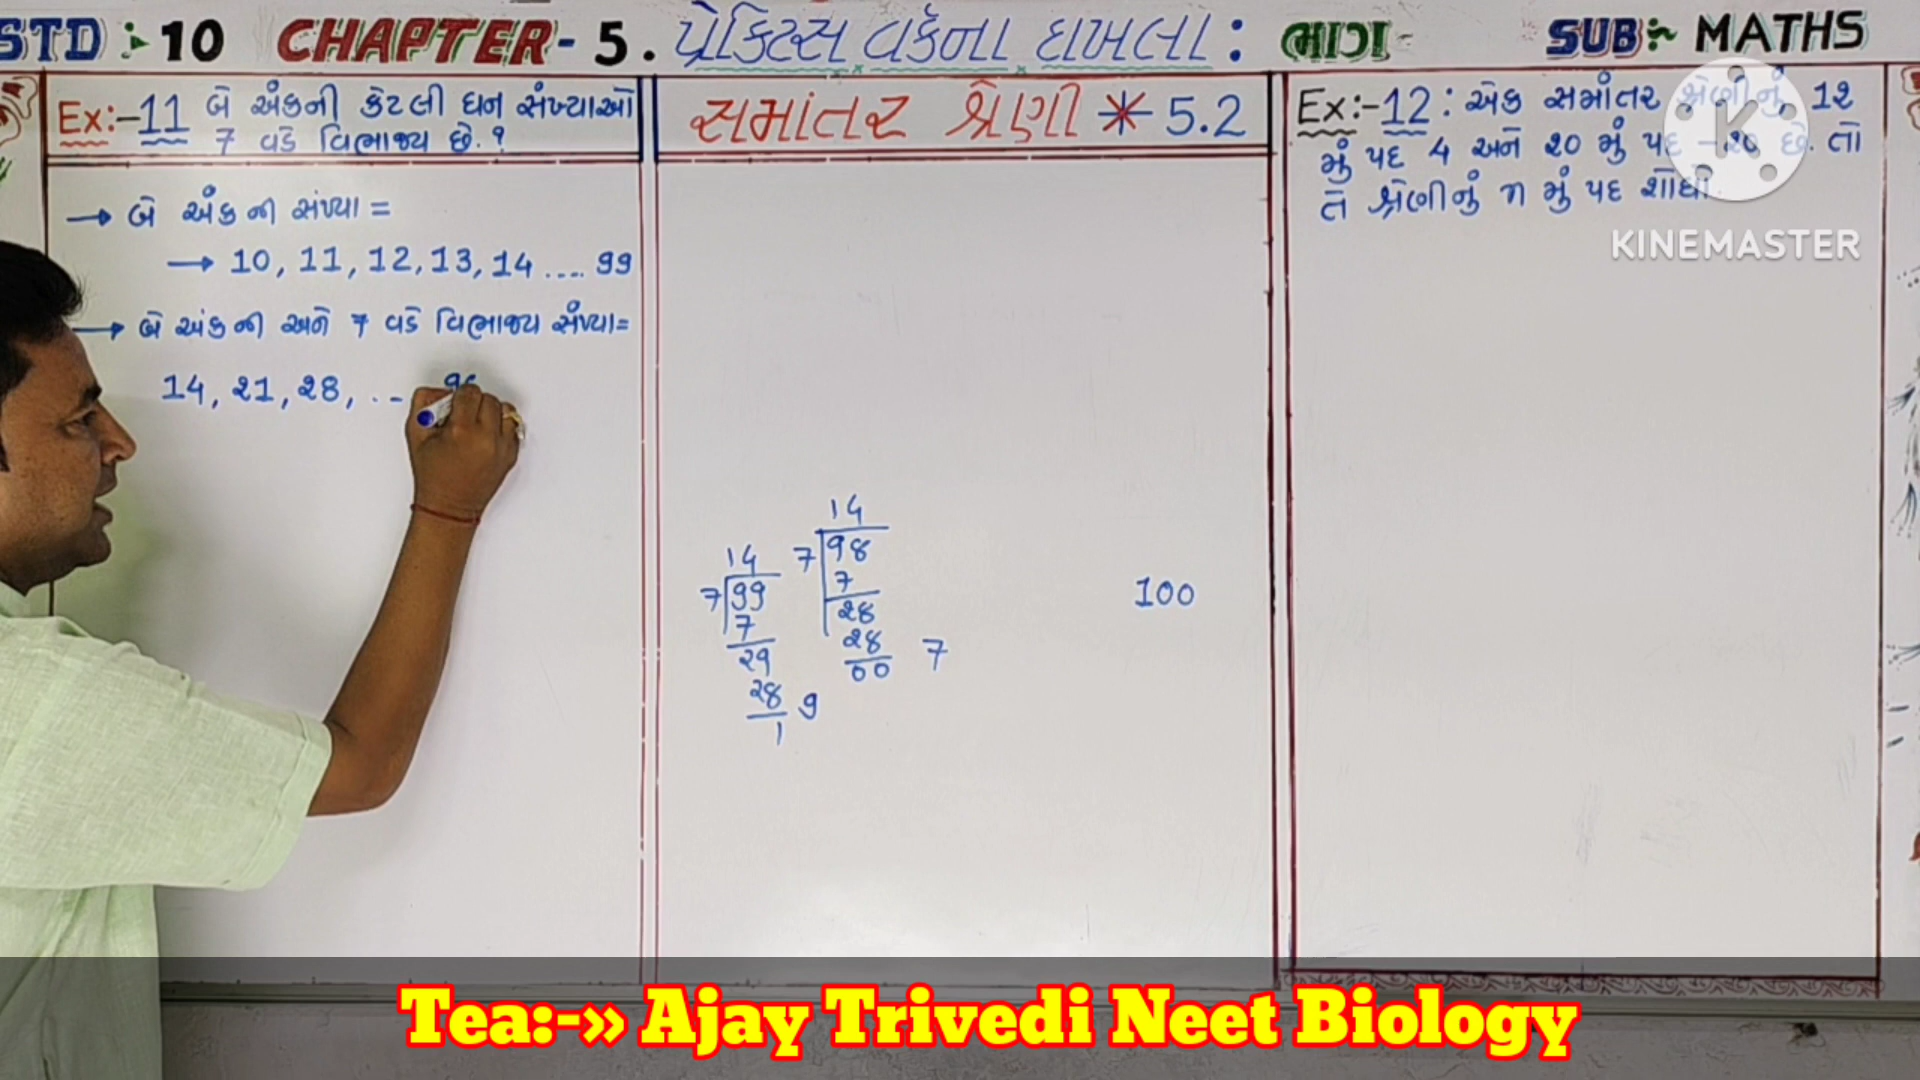 STD :- 10 CHAPTER - 5. પ્રેક્ટિસ વર્કના દાખલા : ભાગ - SUB :~ MATHS
Ex:-11 બે અંકની કેટલી ધન સંખ્યાઓ
7 વડે વિભાજ્ય છે.?
→ બે અંક ની સંખ્યા =
→ 10, 11, 12, 13, 14 .... 99
→ બે અંક ની અને 7 વડે વિભાજ્ય સંખ્યા=
14, 21, 28, . --
સમાંતર શ્રેણી * 5.2
14
7 99
7
29
28
1
9
14
7 98
7
28
28
00
7
100
Ex:-12 : એક સમાંતર શ્રેણીનું 12
મું પદ 4 અને 20 મું પદ -20 છે. તો
તે શ્રેણીનું n મું પદ શોધો.
KINEMASTER
Tea:-» Ajay Trivedi Neet Biology